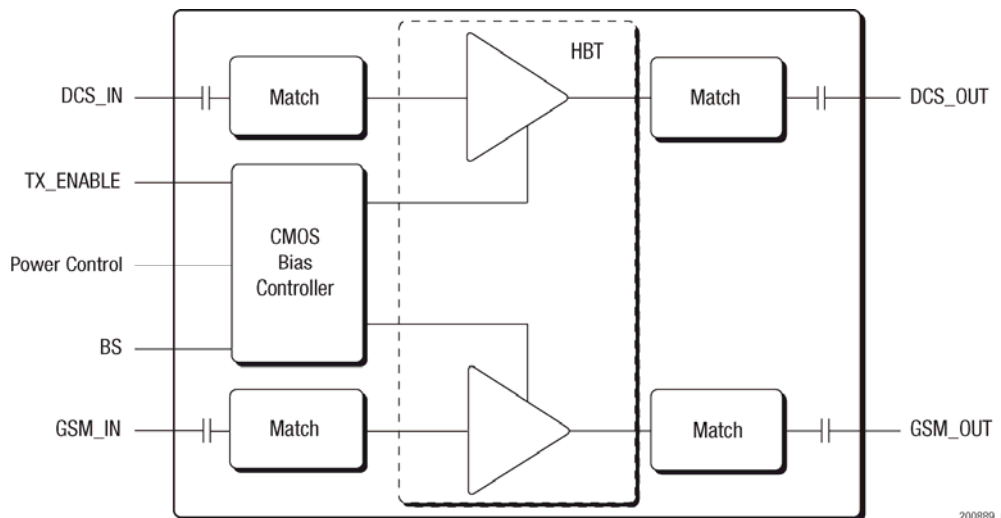 HBT
DCS_IN
Match
Match
DCS_OUT
TX_ENABLE
CMOS
Bias
Controller
Power Control
BS
GSM_IN
Match
Match
GSM_OUT
200889